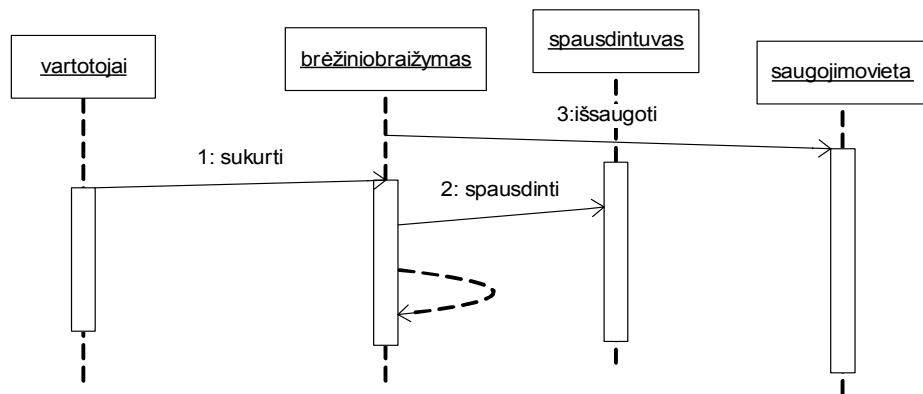 vartotojai
brėžiniobraižymas
spausdintuvas
saugojimovieta
3:išsaugoti
1: sukurti
2: spausdinti